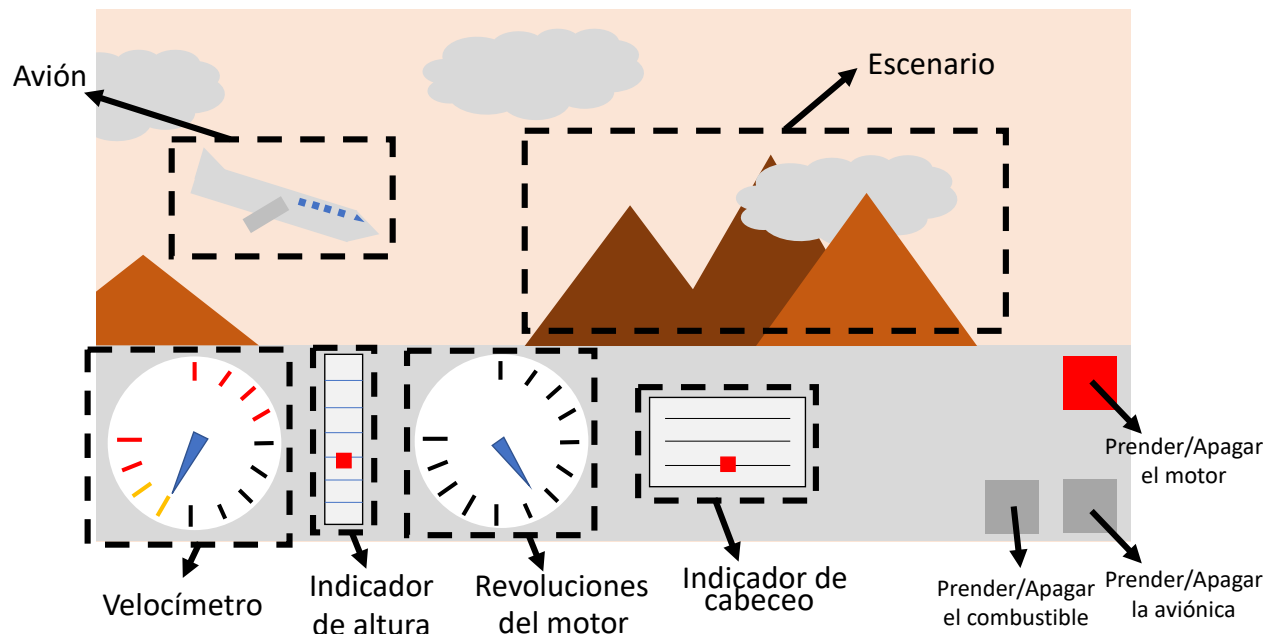 Avión
Escenario
Prender/Apagar
el motor
Velocímetro
Indicador
de altura
Revoluciones
del motor
Indicador de
cabeceo
Prender/Apagar
el combustible
Prender/Apagar
la aviónica